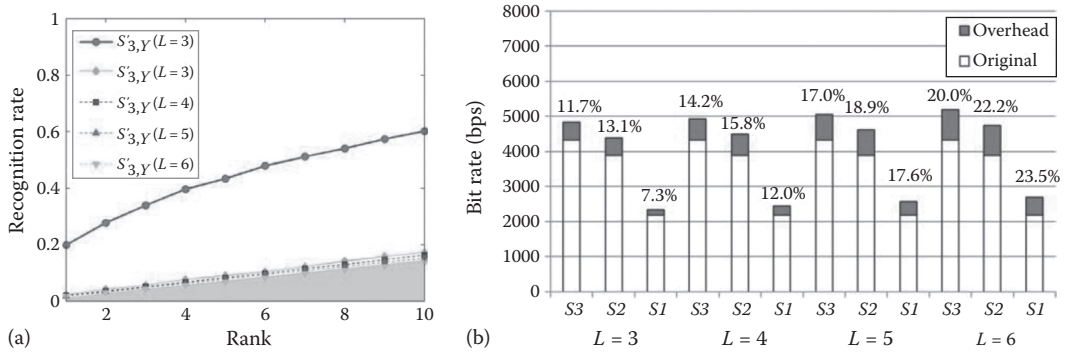 (a)
Recognition rate
1
0.8
0.6
0.4
0.2
0
S′3,Y (L = 3)
S′3,Y (L = 3)
S′3,Y (L = 4)
S′3,Y (L = 5)
S′3,Y (L = 6)
2 4 6 8 10
Rank
(b)
Bit rate (bps)
8000
7000
6000
5000
4000
3000
2000
1000
0
Overhead
Original
11.7% 13.1% 7.3% 14.2% 15.8% 12.0% 17.0% 18.9% 17.6% 20.0% 22.2% 23.5%
S3 S2 S1 S3 S2 S1 S3 S2 S1 S3 S2 S1
L = 3 L = 4 L = 5 L = 6